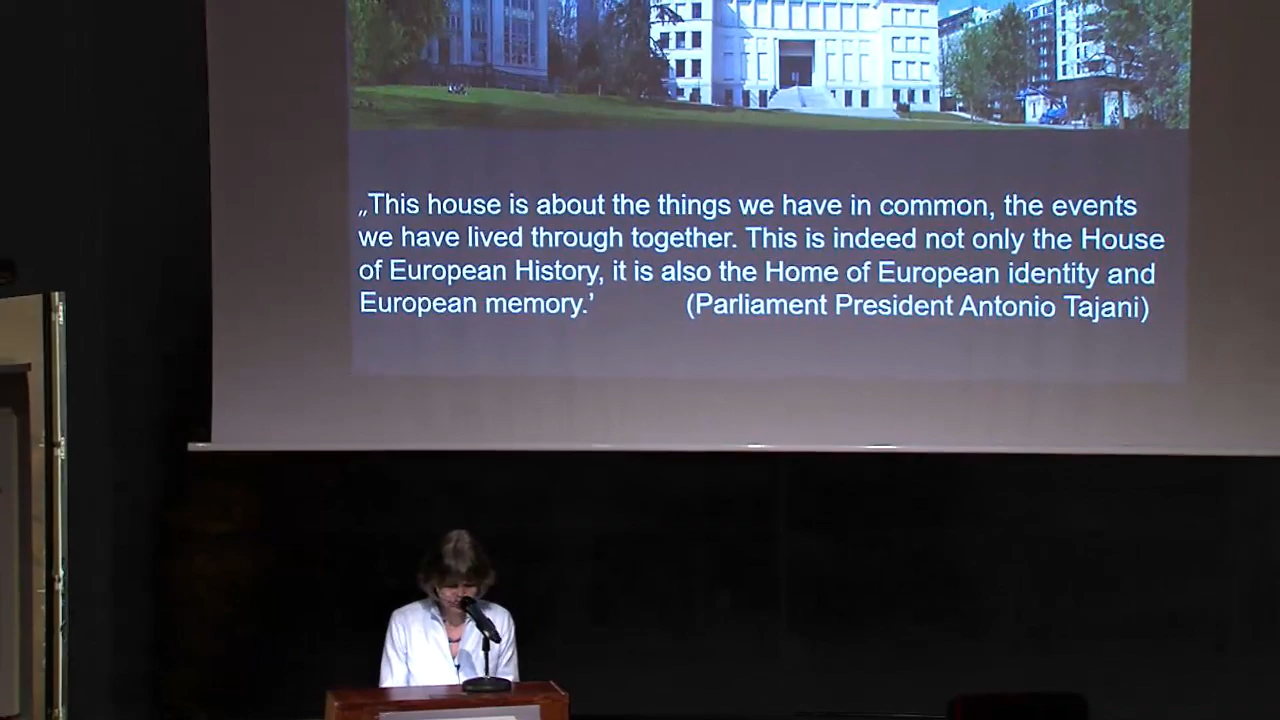 „This house is about the things we have in common, the events
we have lived through together. This is indeed not only the House
of European History, it is also the Home of European identity and
European memory.’ (Parliament President Antonio Tajani)